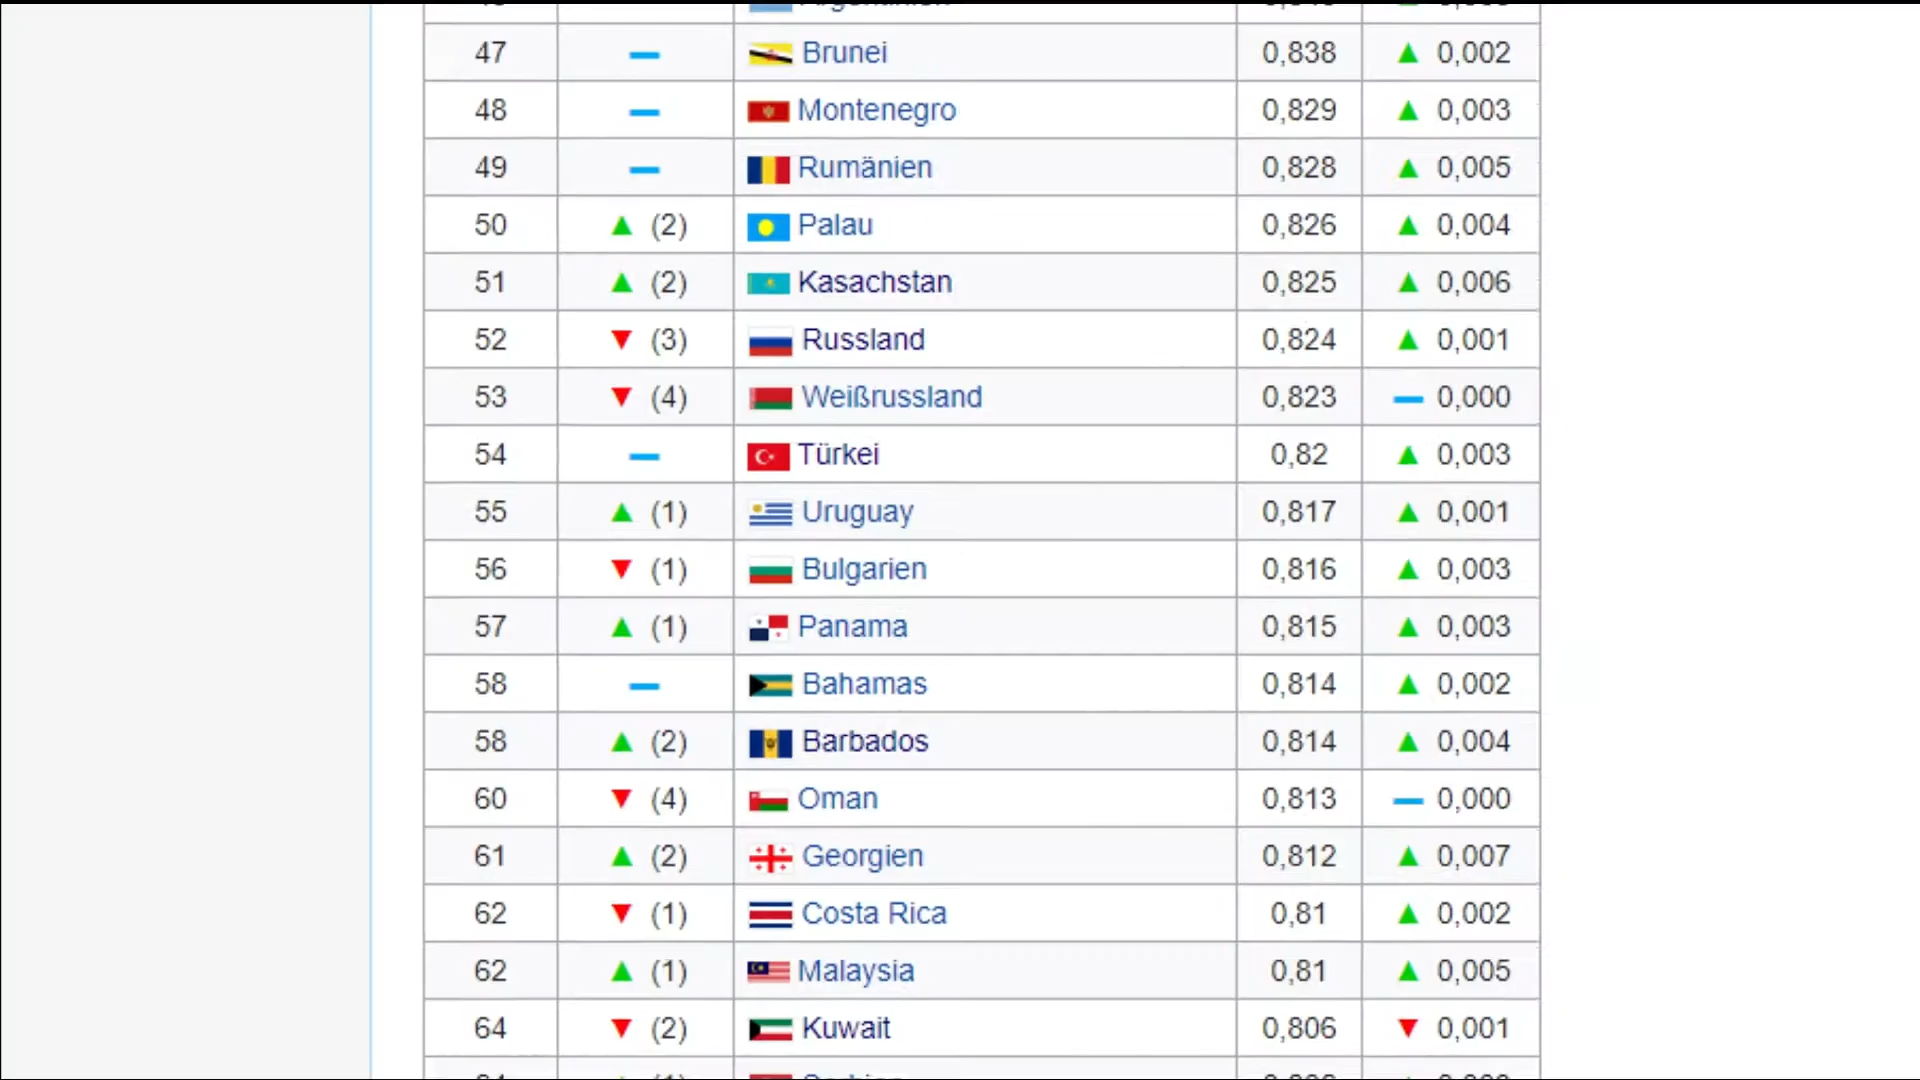 47 Brunei 0,838 0,002
48 Montenegro 0,829 0,003
49 Rumänien 0,828 0,005
50 (2) Palau 0,826 0,004
51 (2) Kasachstan 0,825 0,006
52 (3) Russland 0,824 0,001
53 (4) Weißrussland 0,823 0,000
54 Türkei 0,82 0,003
55 (1) Uruguay 0,817 0,001
56 (1) Bulgarien 0,816 0,003
57 (1) Panama 0,815 0,003
58 Bahamas 0,814 0,002
58 (2) Barbados 0,814 0,004
60 (4) Oman 0,813 0,000
61 (2) Georgien 0,812 0,007
62 (1) Costa Rica 0,81 0,002
62 (1) Malaysia 0,81 0,005
64 (2) Kuwait 0,806 0,001